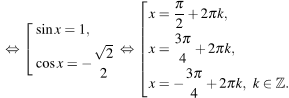 ⇔ [ sin x = 1, cos x = −√2/2 ⇔ [ x = π/2 + 2πk, x = 3π/4 + 2πk, x = −3π/4 + 2πk, k ∈ ℤ.